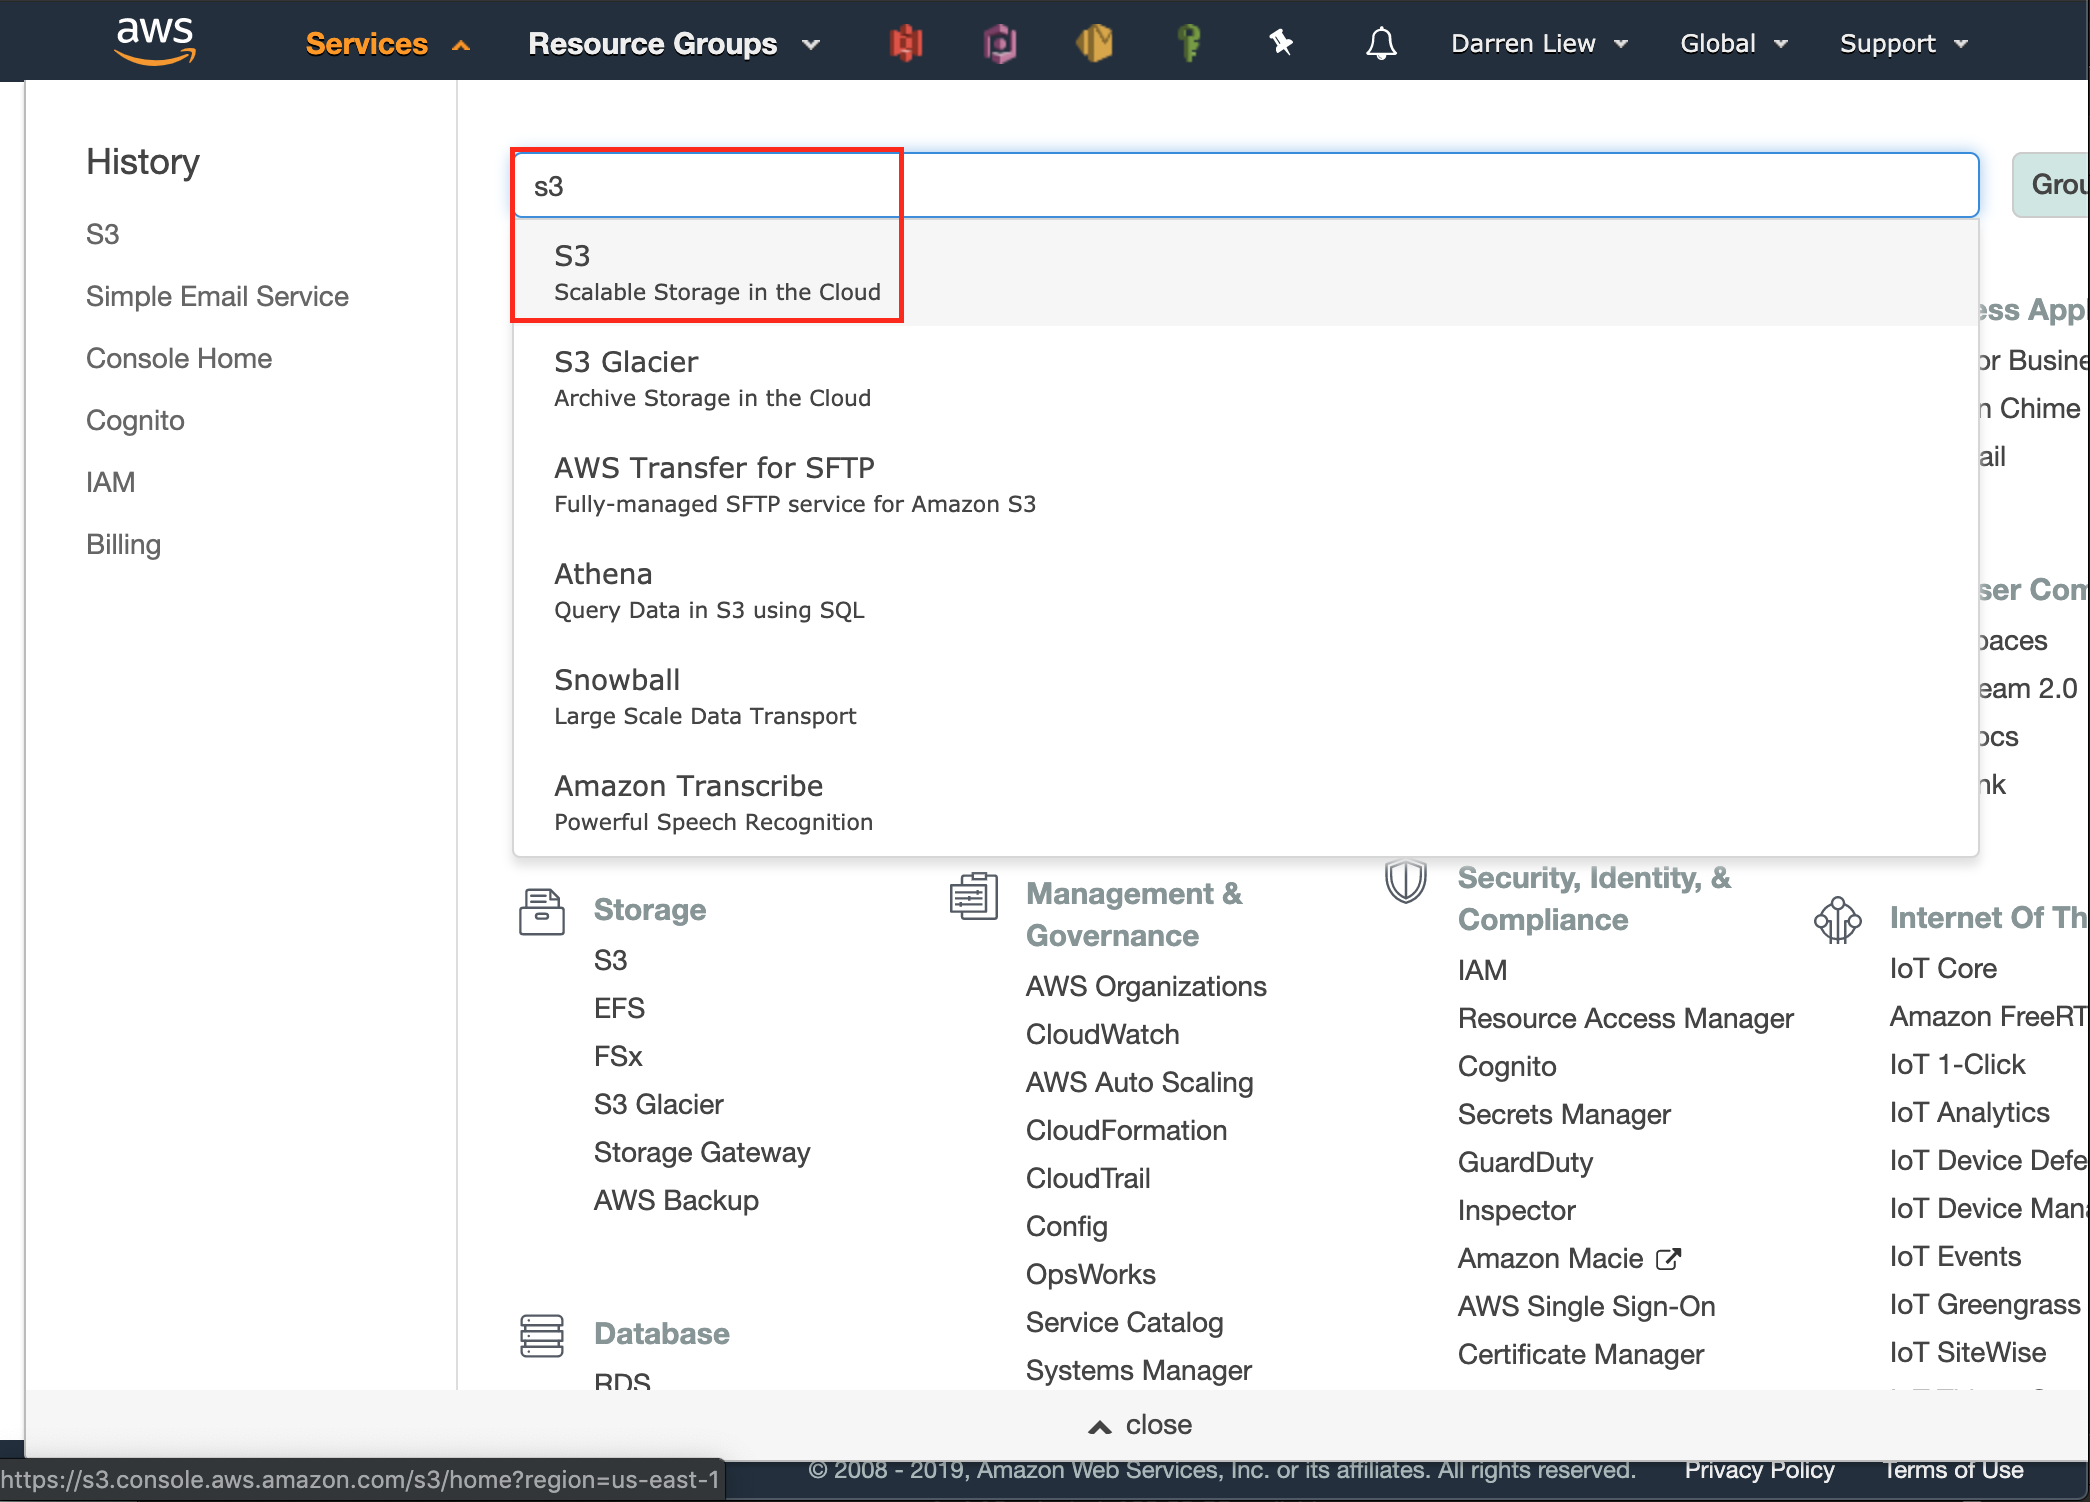 aws
Services
Resource Groups
Darren Liew
Global
Support
History
S3
Simple Email Service
Console Home
Cognito
IAM
Billing
s3
Grou
S3
Scalable Storage in the Cloud
S3 Glacier
Archive Storage in the Cloud
AWS Transfer for SFTP
Fully-managed SFTP service for Amazon S3
Athena
Query Data in S3 using SQL
Snowball
Large Scale Data Transport
Amazon Transcribe
Powerful Speech Recognition
ess Appl
or Busine
n Chime
ail
ser Com
paces
eam 2.0
ocs
nk
Storage
S3
EFS
FSx
S3 Glacier
Storage Gateway
AWS Backup
Database
RDS
Management &
Governance
AWS Organizations
CloudWatch
AWS Auto Scaling
CloudFormation
CloudTrail
Config
OpsWorks
Service Catalog
Systems Manager
Security, Identity, &
Compliance
IAM
Resource Access Manager
Cognito
Secrets Manager
GuardDuty
Inspector
Amazon Macie
AWS Single Sign-On
Certificate Manager
Internet Of Th
IoT Core
Amazon FreeRT
IoT 1-Click
IoT Analytics
IoT Device Defe
IoT Device Mana
IoT Events
IoT Greengrass
IoT SiteWise
close
https://s3.console.aws.amazon.com/s3/home?region=us-east-1
© 2008 - 2019, Amazon Web Services, Inc. or its affiliates. All rights reserved.
Privacy Policy
Terms of Use